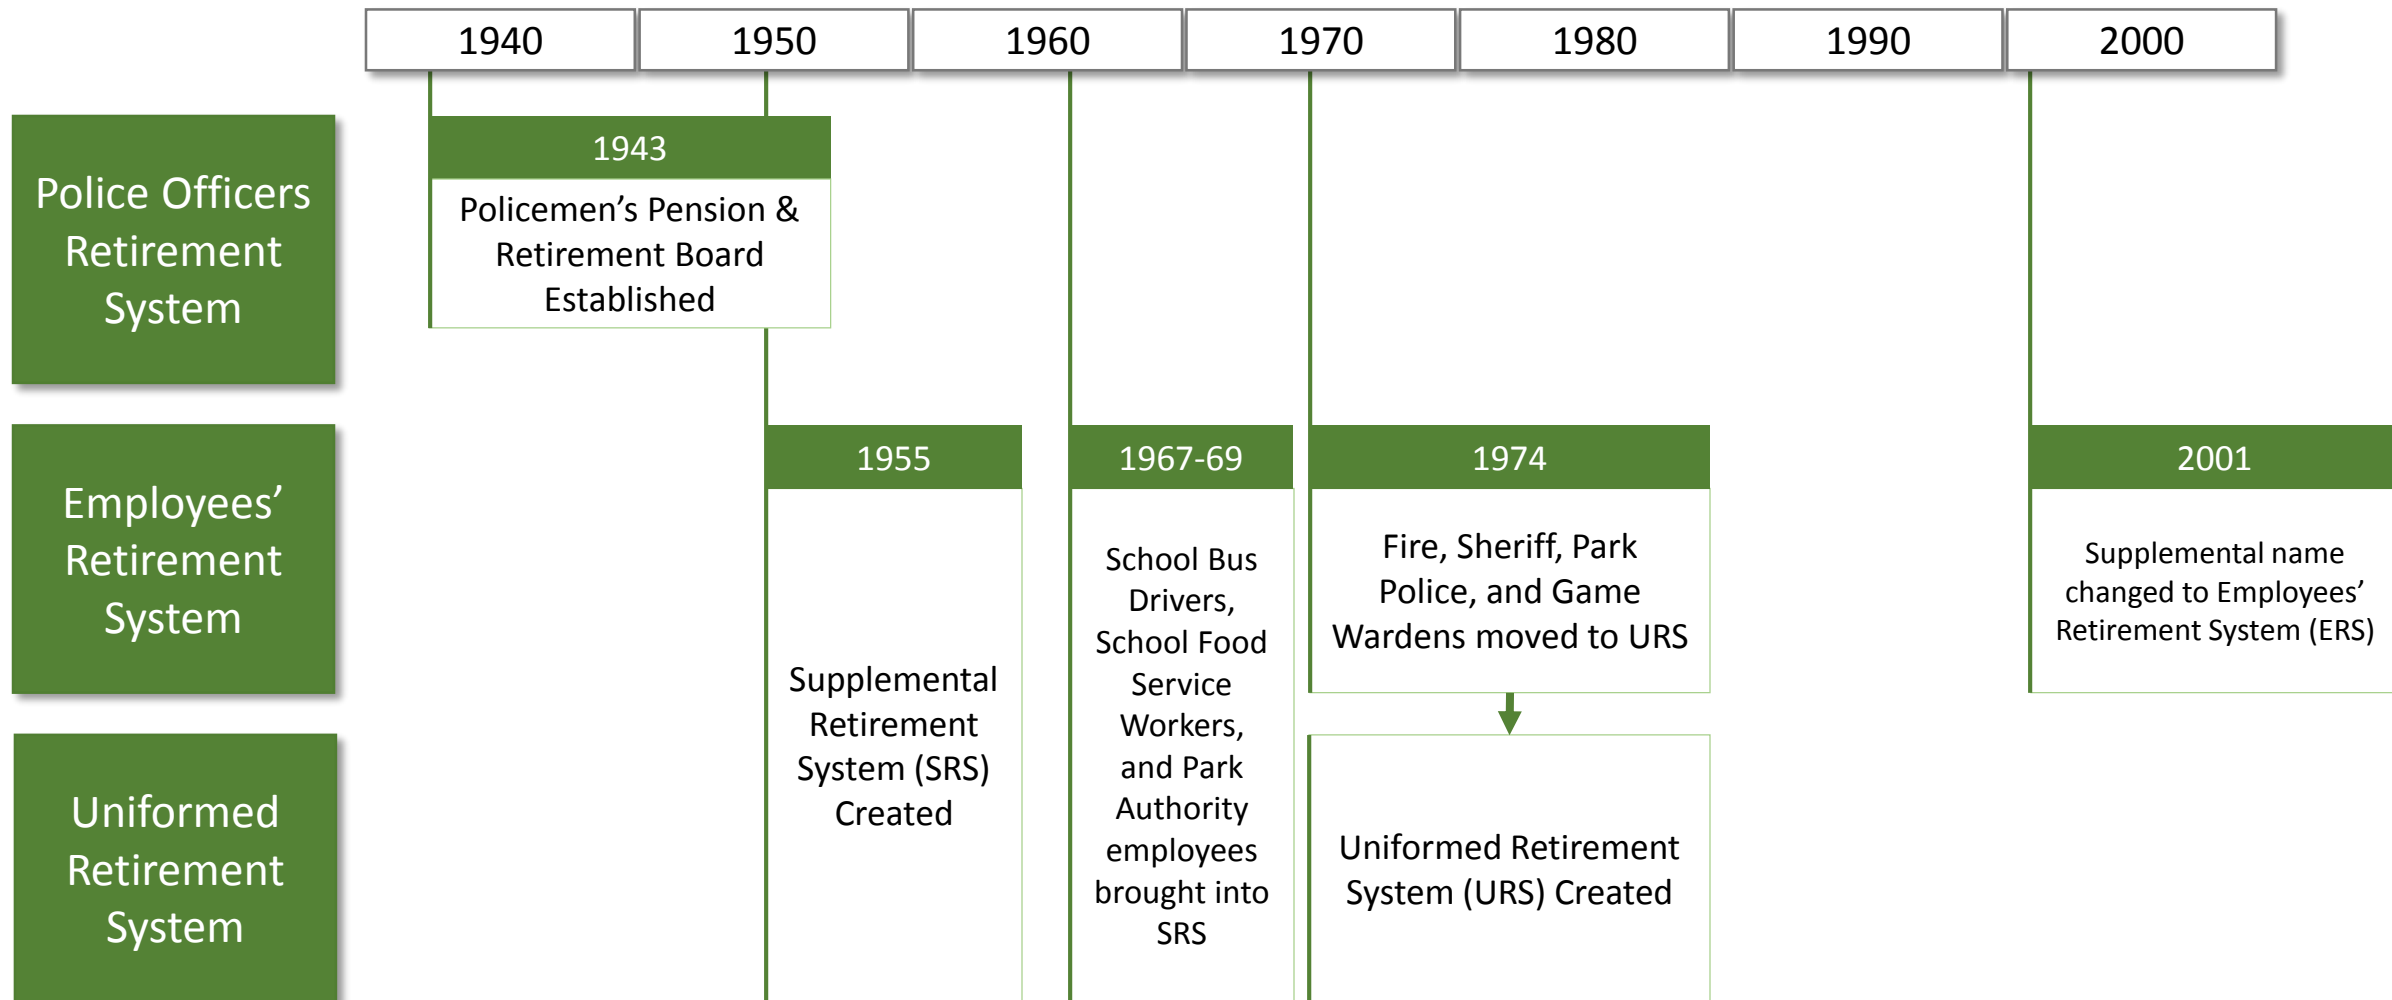 1940
1950
1960
1970
1980
1990
2000
Police Officers
Retirement
System
1943
Policemen’s Pension &
Retirement Board
Established
Employees’
Retirement
System
1955
Supplemental
Retirement
System (SRS)
Created
1967-69
School Bus
Drivers,
School Food
Service
Workers,
and Park
Authority
employees
brought into
SRS
1974
Fire, Sheriff, Park
Police, and Game
Wardens moved to URS
2001
Supplemental name
changed to Employees’
Retirement System (ERS)
Uniformed
Retirement
System
Uniformed Retirement
System (URS) Created